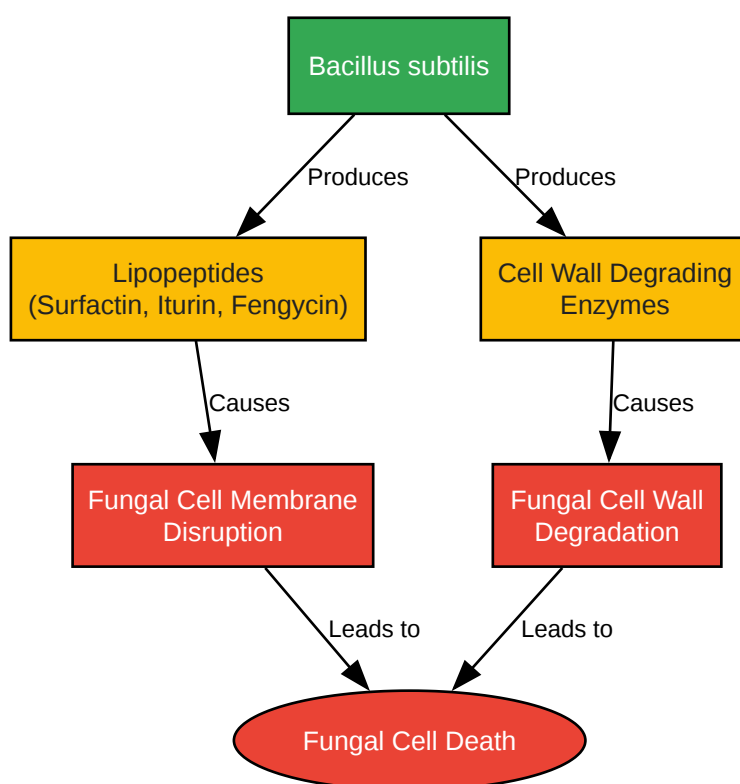 Bacillus subtilis
Produces
Produces
Lipopeptides
(Surfactin, Iturin, Fengycin)
Cell Wall Degrading
Enzymes
Causes
Causes
Fungal Cell Membrane
Disruption
Fungal Cell Wall
Degradation
Leads to
Leads to
Fungal Cell Death